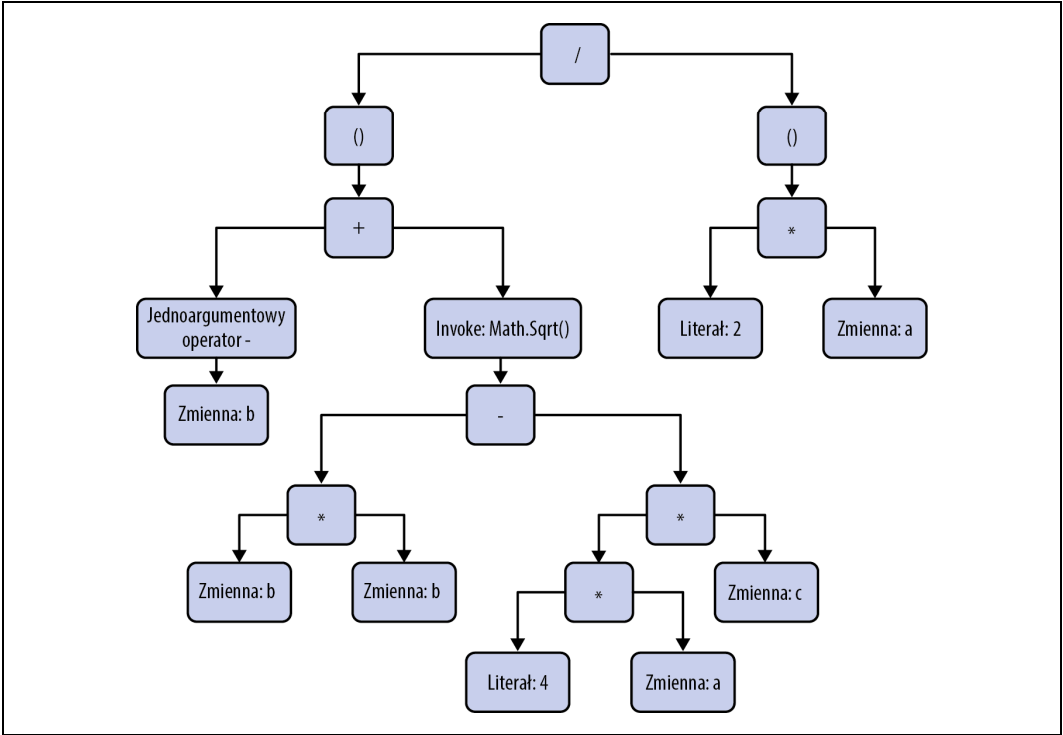 /
()
()
+
*
Jednoargumentowy
operator -
Invoke: Math.Sqrt()
Literał: 2
Zmienna: a
Zmienna: b
-
*
*
Zmienna: b
Zmienna: b
*
Zmienna: c
Literał: 4
Zmienna: a